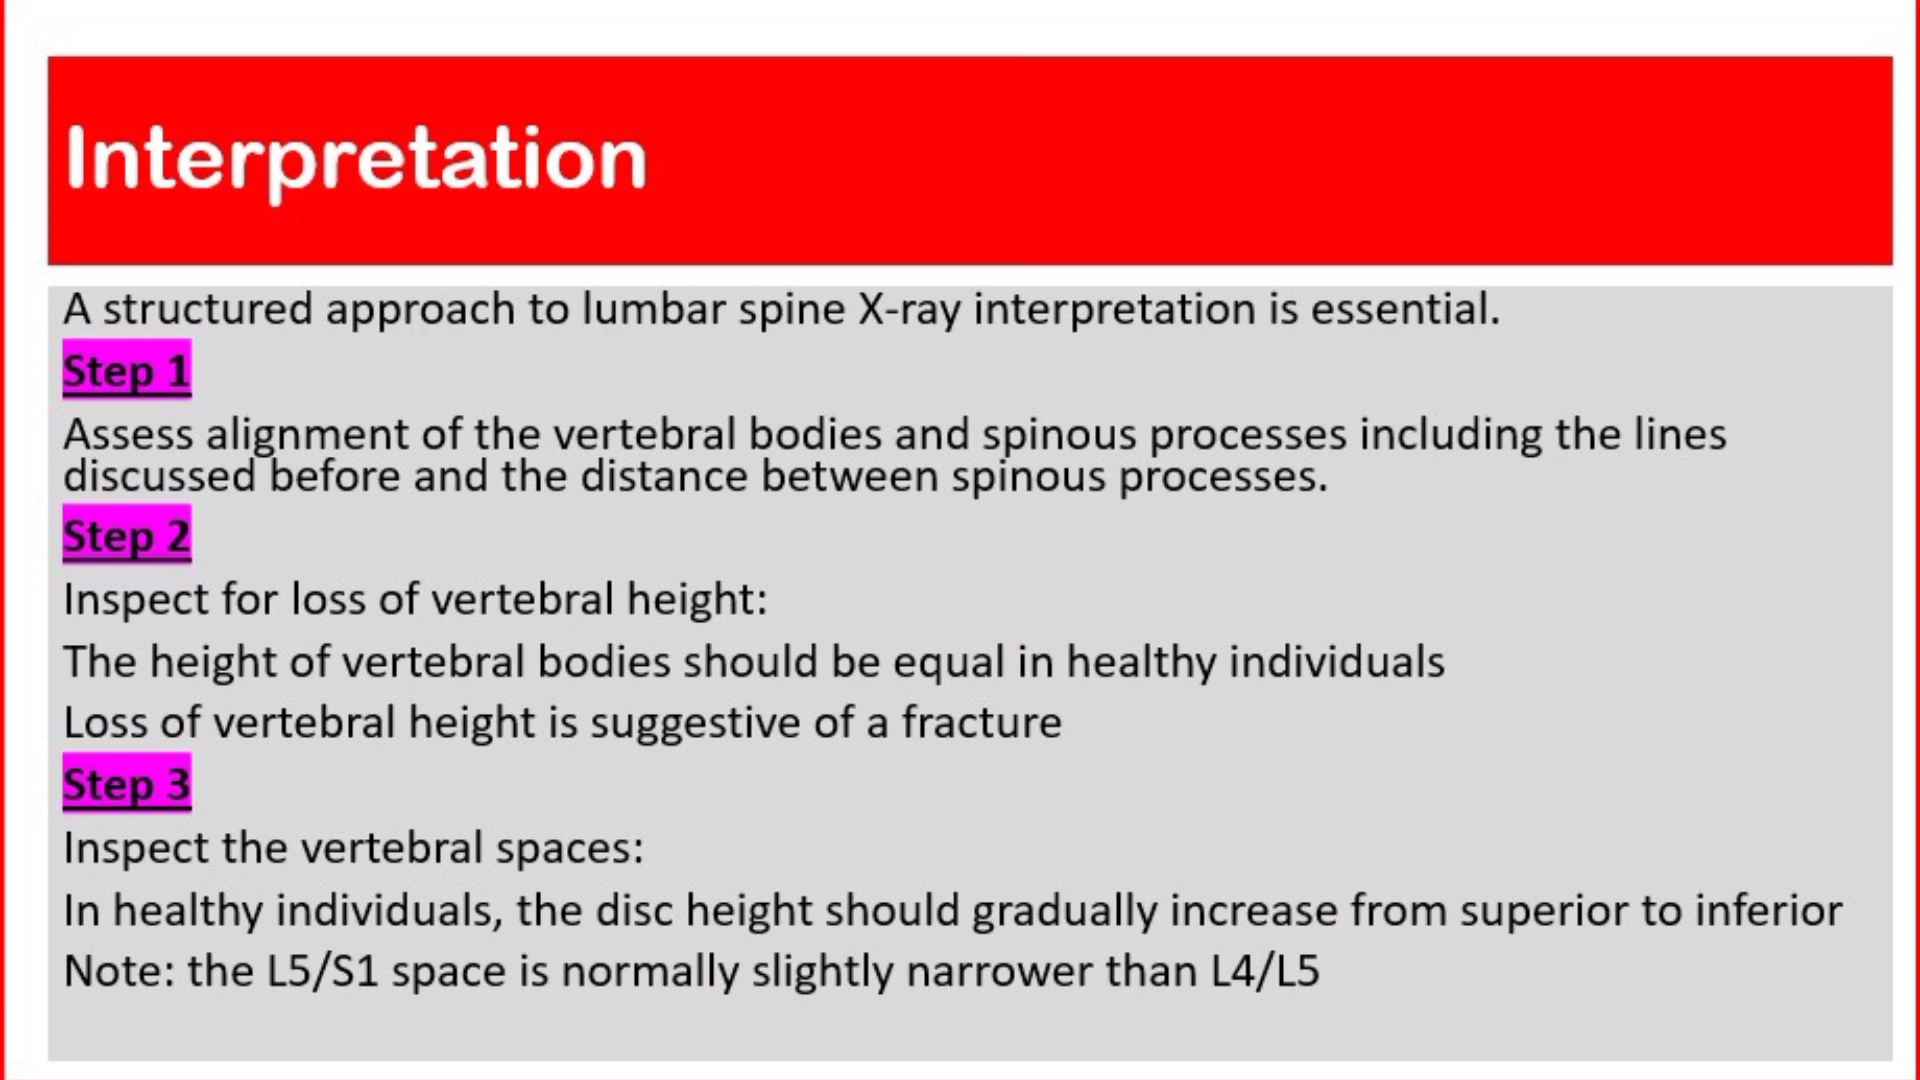 Interpretation
A structured approach to lumbar spine X-ray interpretation is essential.
Step 1
Assess alignment of the vertebral bodies and spinous processes including the lines
discussed before and the distance between spinous processes.
Step 2
Inspect for loss of vertebral height:
The height of vertebral bodies should be equal in healthy individuals
Loss of vertebral height is suggestive of a fracture
Step 3
Inspect the vertebral spaces:
In healthy individuals, the disc height should gradually increase from superior to inferior
Note: the L5/S1 space is normally slightly narrower than L4/L5